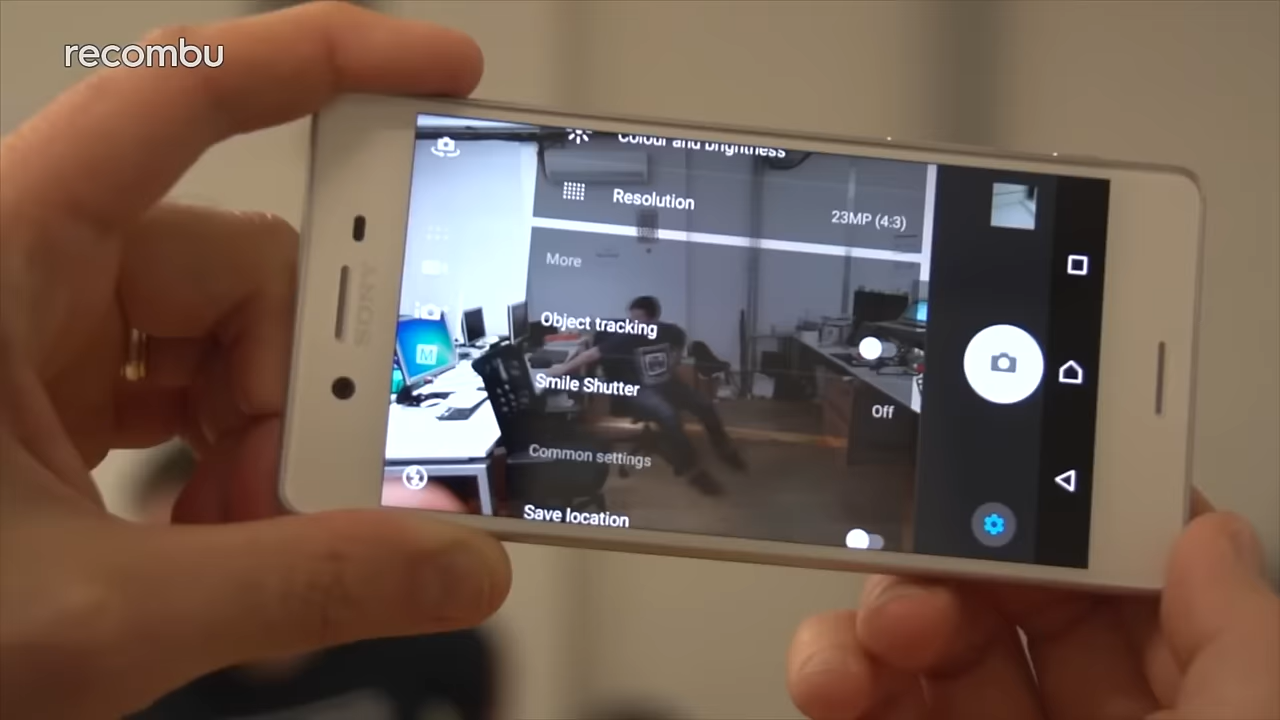 recombu
Colour and brightness
Resolution
23MP (4:3)
More
Object tracking
Smile Shutter
Off
Common settings
Save location
SONY
M